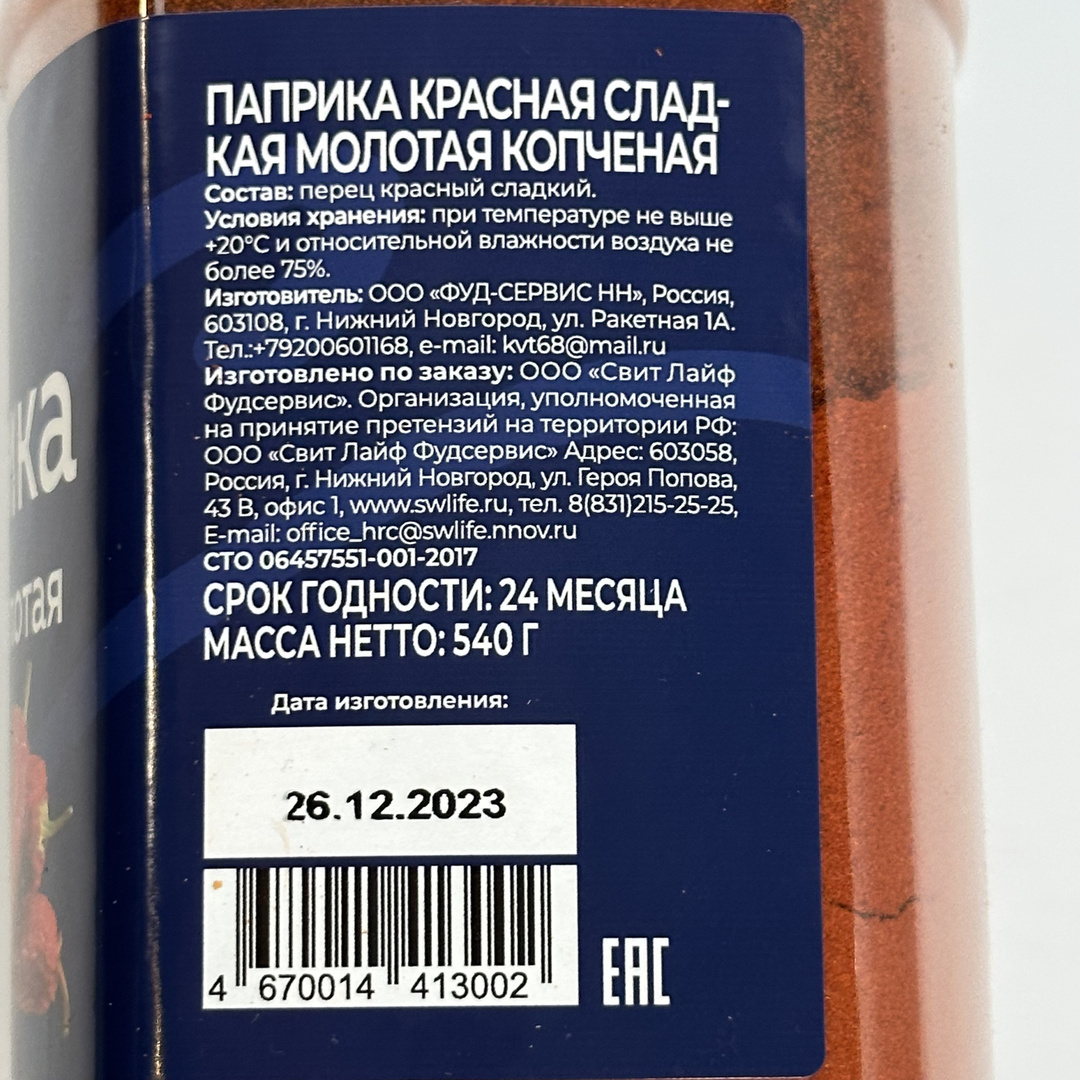 ПАПРИКА КРАСНАЯ СЛАД-
КАЯ МОЛОТАЯ КОПЧЕНАЯ
Состав: перец красный сладкий.
Условия хранения: при температуре не выше
+20°С и относительной влажности воздуха не
более 75%.
Изготовитель: ООО «ФУД-СЕРВИС НН», Россия,
603108, г. Нижний Новгород, ул. Ракетная 1А.
Тел.:+79200601168, e-mail: kvt68@mail.ru
Изготовлено по заказу: ООО «Свит Лайф
Фудсервис». Организация, уполномоченная
на принятие претензий на территории РФ:
ООО «Свит Лайф Фудсервис» Адрес: 603058,
Россия, г. Нижний Новгород, ул. Героя Попова,
43 В, офис 1, www.swlife.ru, тел. 8(831)215-25-25,
E-mail: office_hrc@swlife.nnov.ru
СТО 06457551-001-2017
СРОК ГОДНОСТИ: 24 МЕСЯЦА
МАССА НЕТТО: 540 Г
Дата изготовления:
26.12.2023
4 670014 413002
EAC